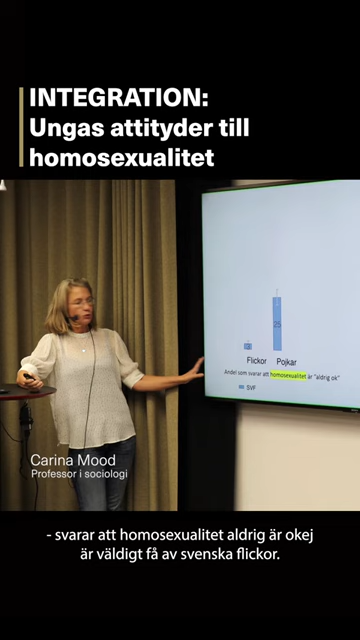 INTEGRATION:
Ungas attityder till
homosexualitet
25
Flickor Pojkar
Andel som svarar att homosexualitet är "aldrig ok"
SVF
Carina Mood
Professor i sociologi
- svarar att homosexualitet aldrig är okej
är väldigt få av svenska flickor.